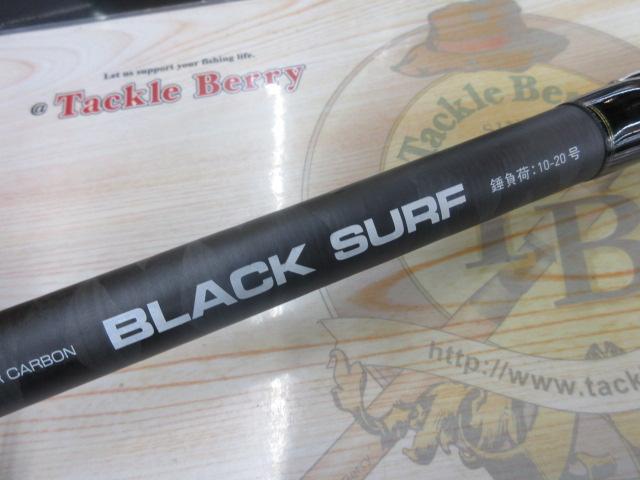 Let us support your fishing life.
@ Tackle Berry
Tackle Berry
錘負荷:10-20号
BLACK SURF
CARBON
http://www.tack